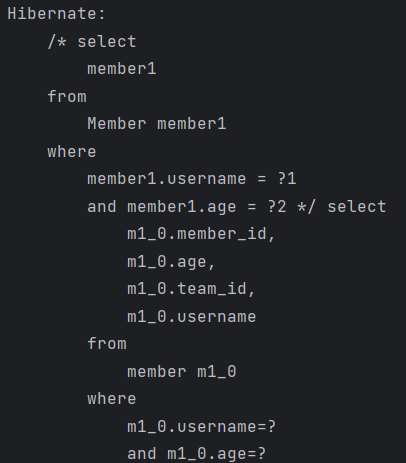 Hibernate:
    /* select
        member1
    from
        Member member1
    where
        member1.username = ?1
        and member1.age = ?2 */ select
            m1_0.member_id,
            m1_0.age,
            m1_0.team_id,
            m1_0.username
        from
            member m1_0
        where
            m1_0.username=?
            and m1_0.age=?